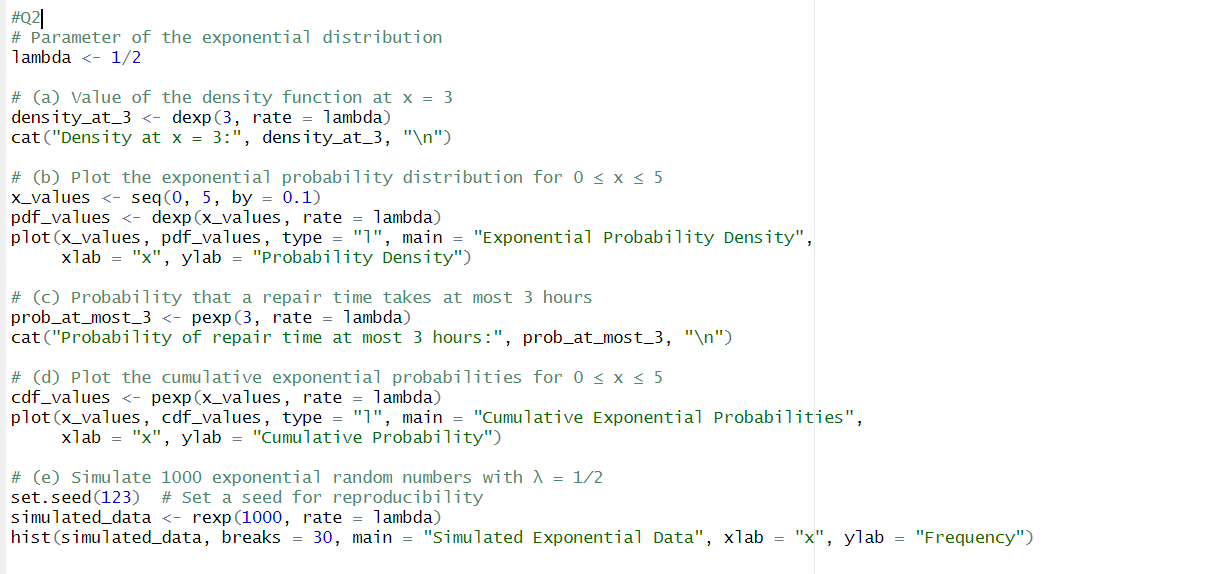 #Q2
# Parameter of the exponential distribution
lambda <- 1/2
# (a) Value of the density function at x = 3
density_at_3 <- dexp(3, rate = lambda)
cat("Density at x = 3:", density_at_3, "\n")
# (b) Plot the exponential probability distribution for 0 ≤ x ≤ 5
x_values <- seq(0, 5, by = 0.1)
pdf_values <- dexp(x_values, rate = lambda)
plot(x_values, pdf_values, type = "l", main = "Exponential Probability Density",
     xlab = "x", ylab = "Probability Density")
# (c) Probability that a repair time takes at most 3 hours
prob_at_most_3 <- pexp(3, rate = lambda)
cat("Probability of repair time at most 3 hours:", prob_at_most_3, "\n")
# (d) Plot the cumulative exponential probabilities for 0 ≤ x ≤ 5
cdf_values <- pexp(x_values, rate = lambda)
plot(x_values, cdf_values, type = "l", main = "Cumulative Exponential Probabilities",
     xlab = "x", ylab = "Cumulative Probability")
# (e) Simulate 1000 exponential random numbers with λ = 1/2
set.seed(123)  # Set a seed for reproducibility
simulated_data <- rexp(1000, rate = lambda)
hist(simulated_data, breaks = 30, main = "Simulated Exponential Data", xlab = "x", ylab = "Frequency")